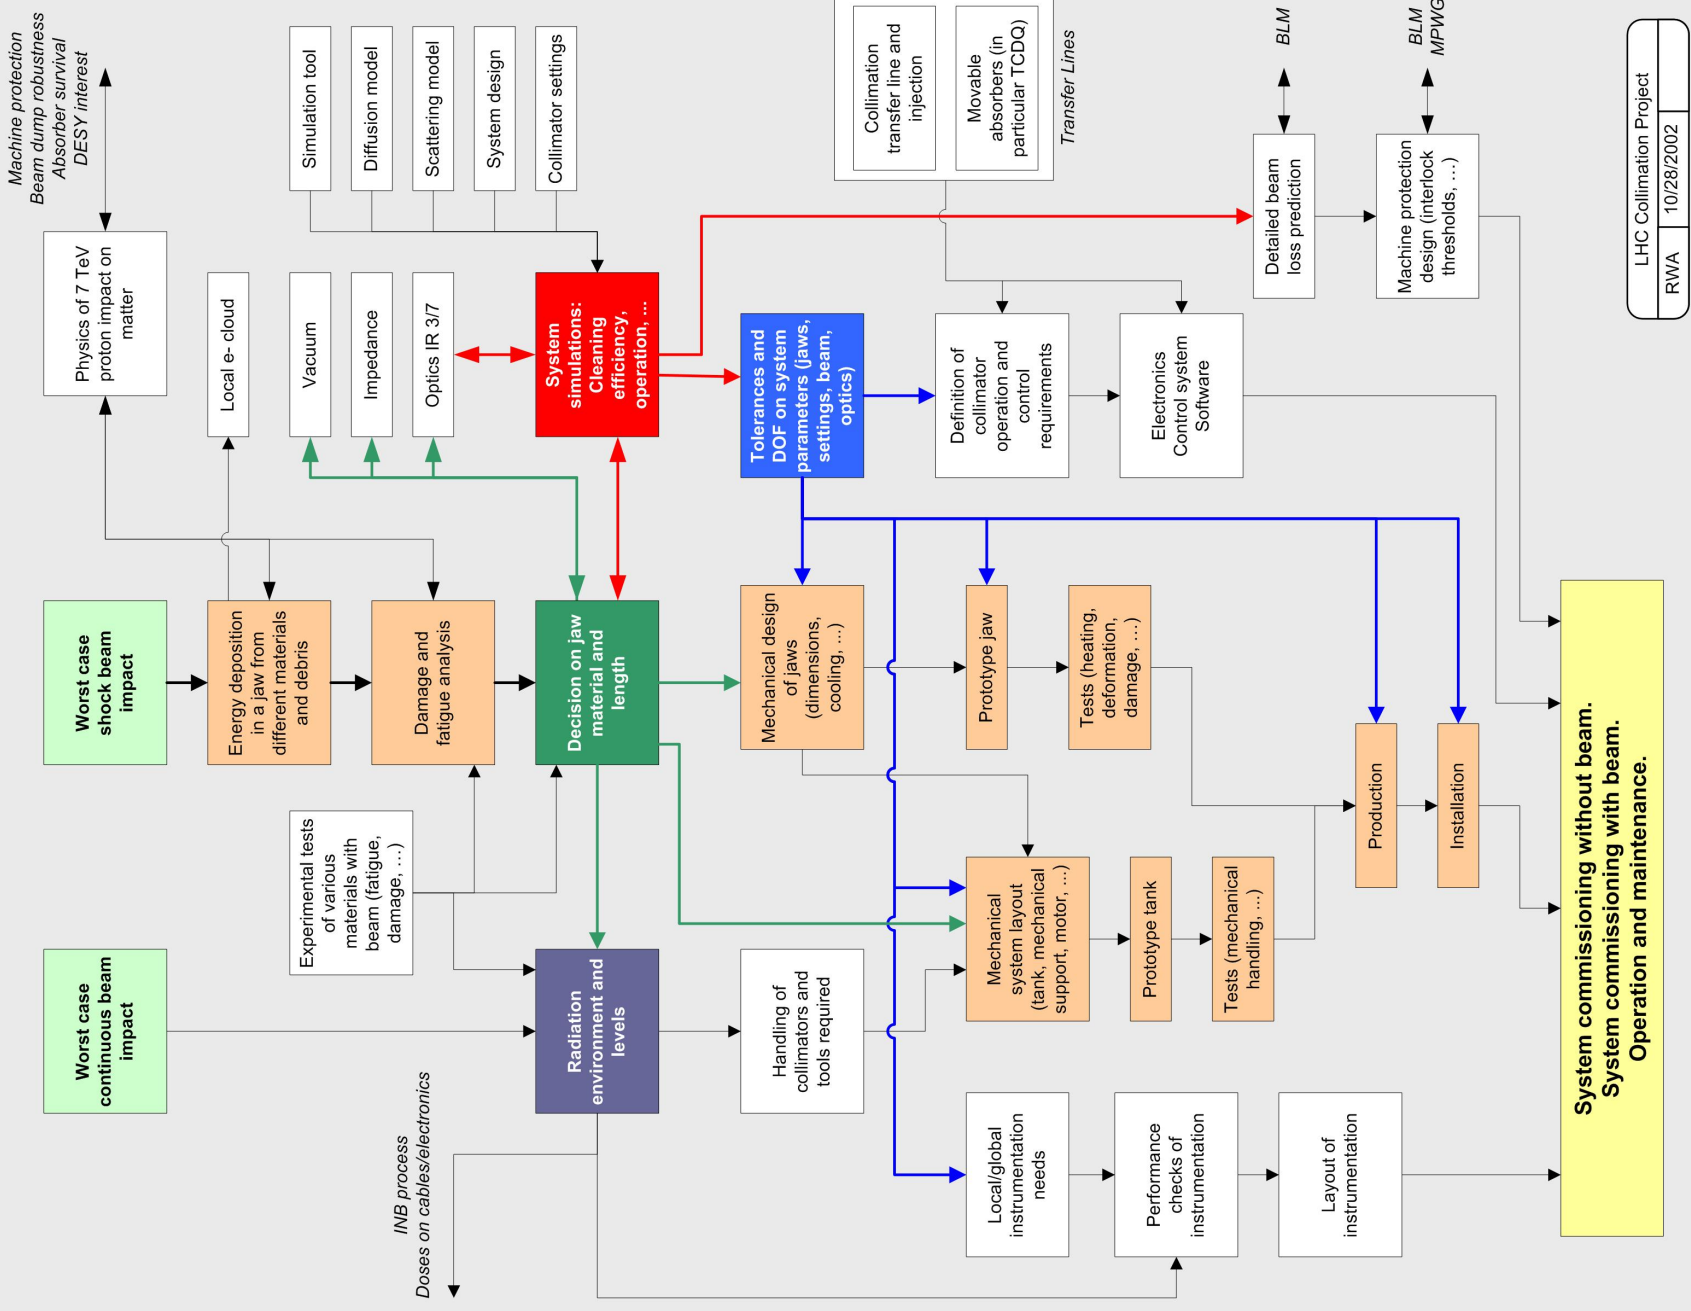 Machine protection
Beam dump robustness
Absorber survival
DESY interest
Physics of 7 TeV
proton impact on
matter
Local e- cloud
Vacuum
Impedance
Optics IR 3/7
Simulation tool
Diffusion model
Scattering model
System design
Collimator settings
System
simulations:
Cleaning
efficiency,
operation, ...
Worst case
shock beam
impact
Energy deposition
in a jaw from
different materials
and debris
Damage and
fatigue analysis
Decision on jaw
material and
length
Experimental tests
of various
materials with
beam (fatigue,
damage, …)
Worst case
continuous beam
impact
Radiation
environment and
levels
INB process
Doses on cables/electronics
Handling of
collimators and
tools required
Tolerances and
DOF on system
parameters (jaws,
settings, beam,
optics)
Mechanical design
of jaws
(dimensions,
cooling, ...)
Prototype jaw
Tests (heating,
deformation,
damage, …)
Mechanical
system layout
(tank, mechanical
support, motor, ...)
Prototype tank
Tests (mechanical
handling, ...)
Local/global
instrumentation
needs
Performance
checks of
instrumentation
Layout of
instrumentation
Definition of
collimator
operation and
control
requirements
Electronics
Control system
Software
Collimation
transfer line and
injection
Movable
absorbers (in
particular TCDQ)
Transfer Lines
Detailed beam
loss prediction
BLM
Machine protection
design (interlock
thresholds, …)
BLM
MPWG
Production
Installation
System commissioning without beam.
System commissioning with beam.
Operation and maintenance.
LHC Collimation Project
RWA 10/28/2002